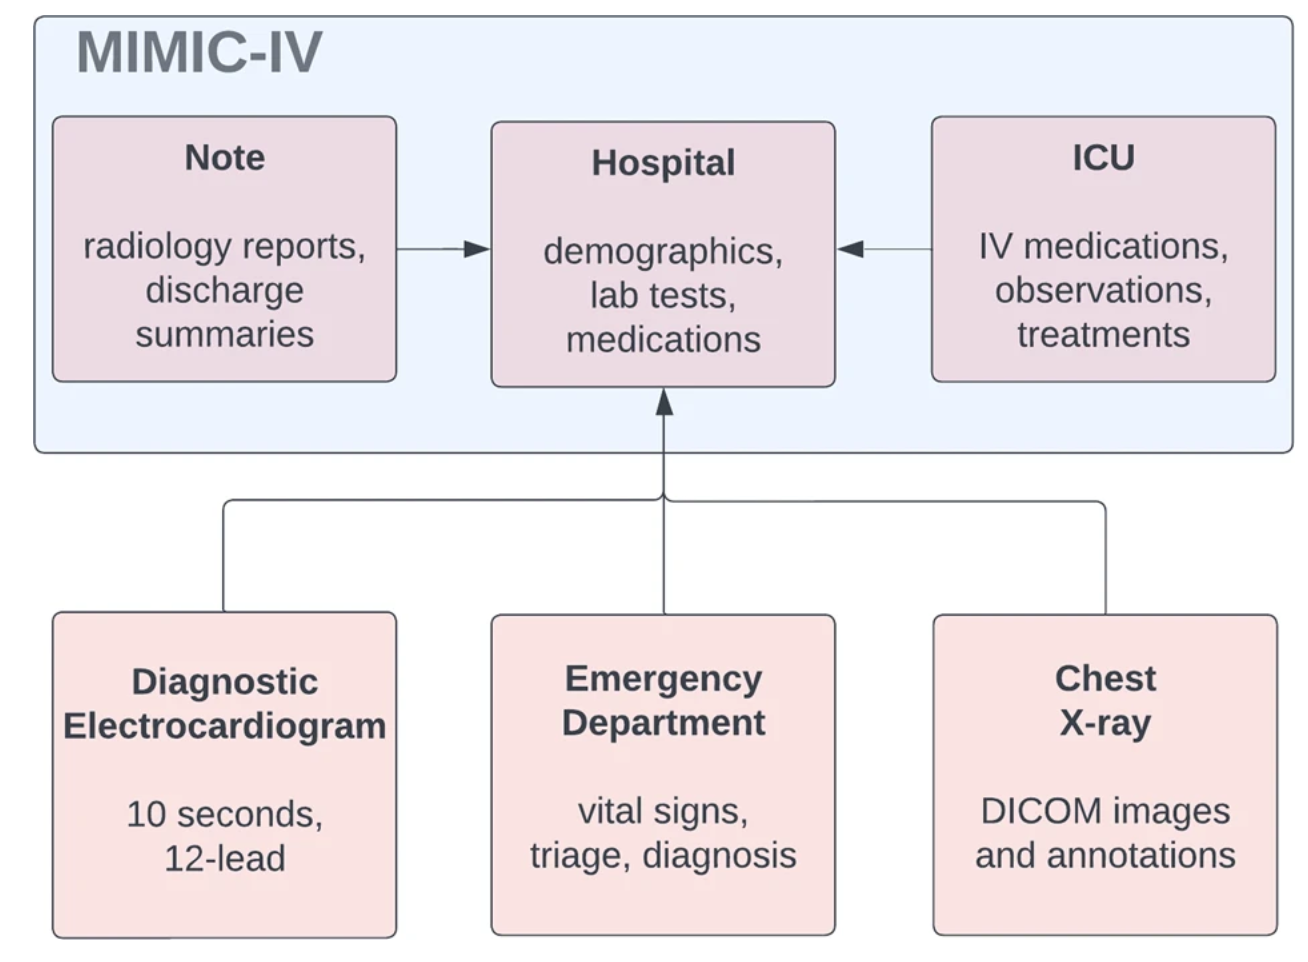 MIMIC-IV
Note
radiology reports,
discharge
summaries
Hospital
demographics,
lab tests,
medications
ICU
IV medications,
observations,
treatments
Diagnostic
Electrocardiogram
10 seconds,
12-lead
Emergency
Department
vital signs,
triage, diagnosis
Chest
X-ray
DICOM images
and annotations